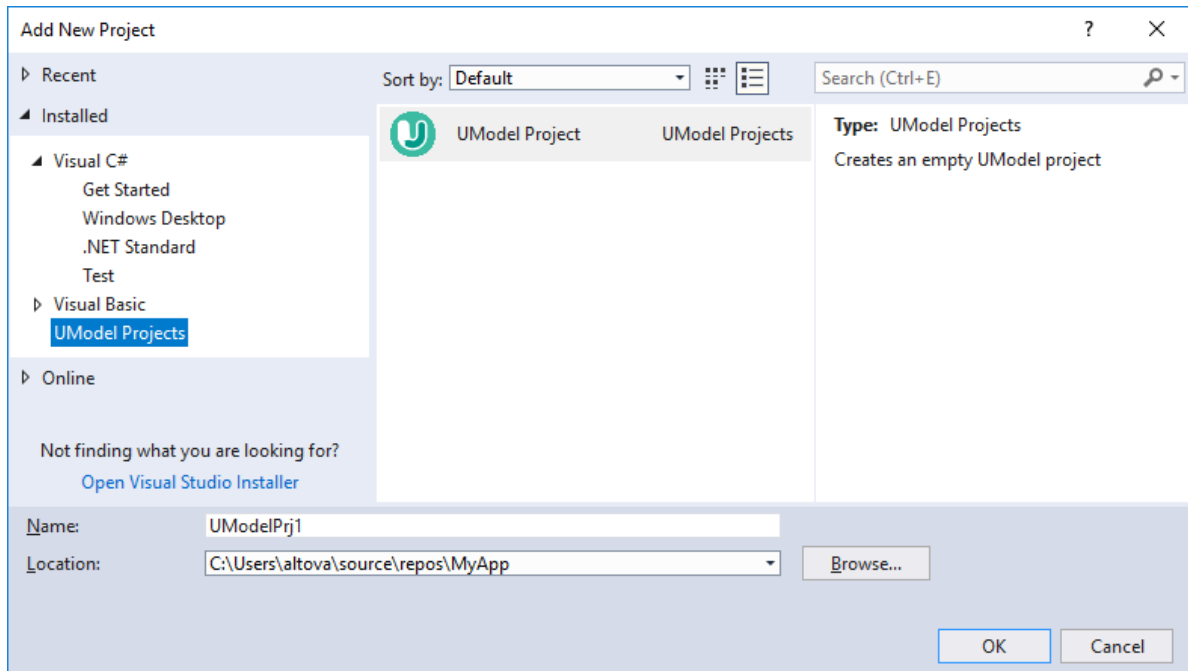 Add New Project
?
Recent
Sort by: Default
Search (Ctrl+E)
Installed
UModel Project UModel Projects
Type: UModel Projects
Creates an empty UModel project
Visual C#
Get Started
Windows Desktop
.NET Standard
Test
Visual Basic
UModel Projects
Online
Not finding what you are looking for?
Open Visual Studio Installer
Name: UModelPrj1
Location: C:\Users\altova\source\repos\MyApp Browse...
OK Cancel